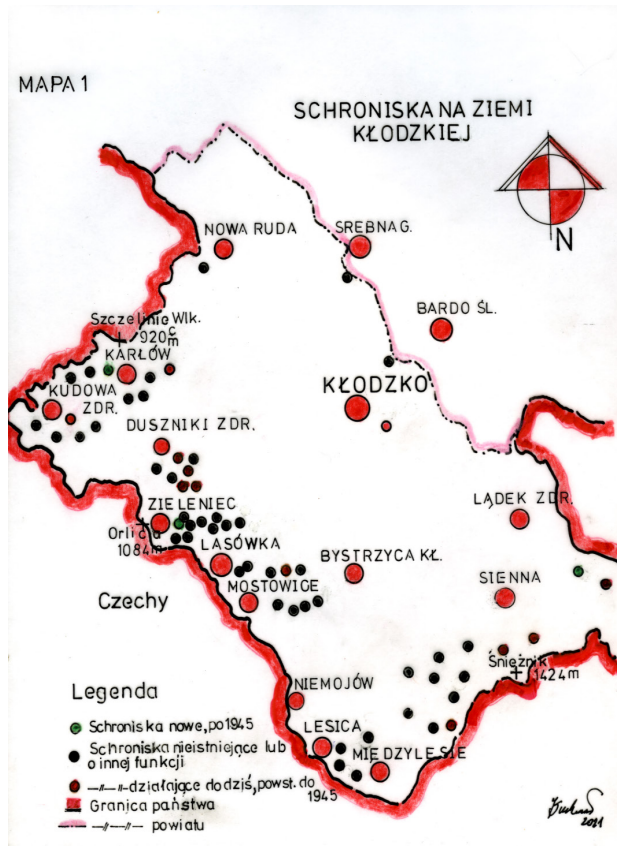 MAPA 1
SCHRONISKA NA ZIEMI
KŁODZKIEJ
N
NOWA RUDA
SREBNA G.
BARDO ŚL.
Szczeliniec Wlk.
920 m
KARŁÓW
KUDOWA
ZDR.
KŁODZKO
DUSZNIKI ZDR.
ZIELENIEC
Orlica
1084 m
LĄDEK ZDR.
LASÓWKA
BYSTRZYCA KŁ.
MOSTOWICE
SIENNA
Czechy
Śnieżnik
1424 m
NIEMOJÓW
LESICA
MIĘDZYLESIE
Legenda
Schroniska nowe, po 1945
Schroniska nieistniejące lub
o innej funkcji
-〃-〃- działające do dziś, powst. do
1945
Granica państwa
-〃-〃- powiatu
2011